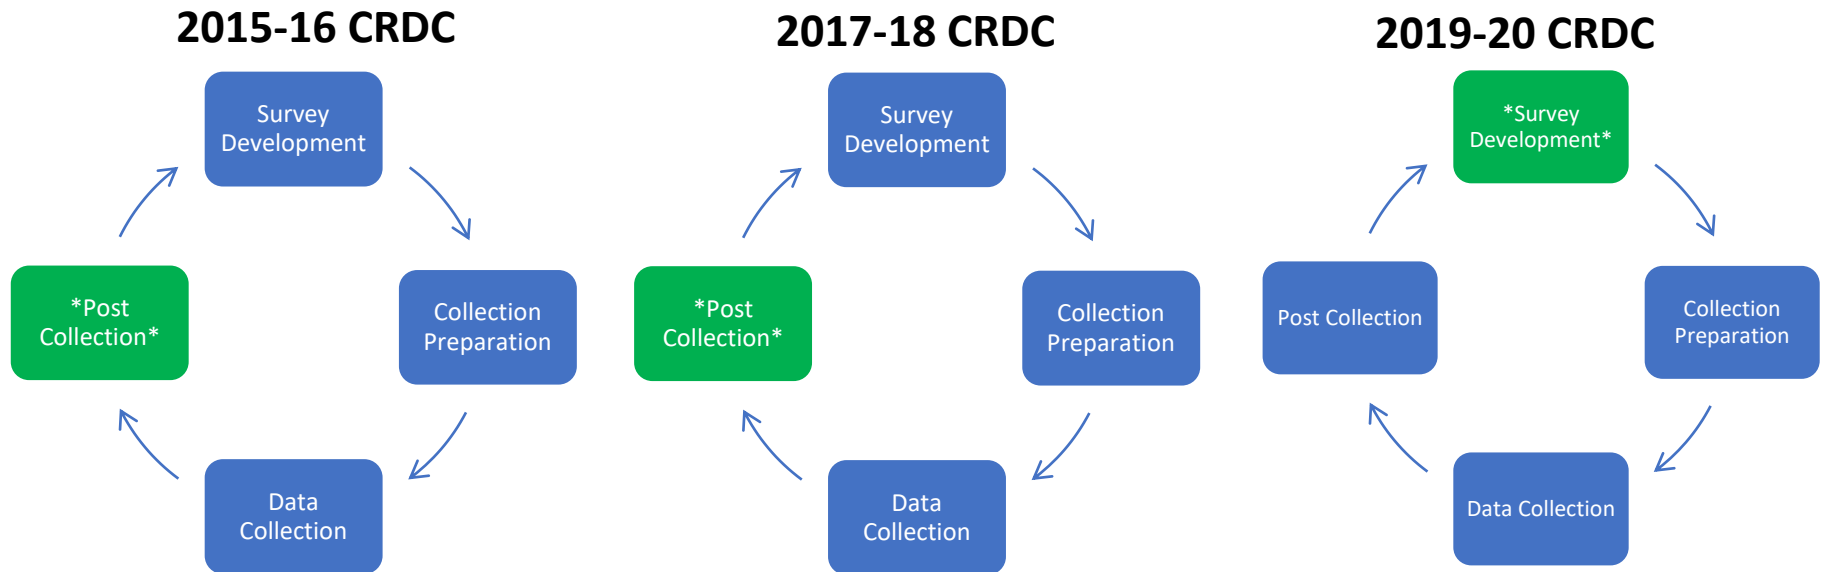 2015-16 CRDC
Survey
Development
Collection
Preparation
Data
Collection
*Post
Collection*
2017-18 CRDC
Survey
Development
Collection
Preparation
Data
Collection
*Post
Collection*
2019-20 CRDC
*Survey
Development*
Collection
Preparation
Data Collection
Post Collection